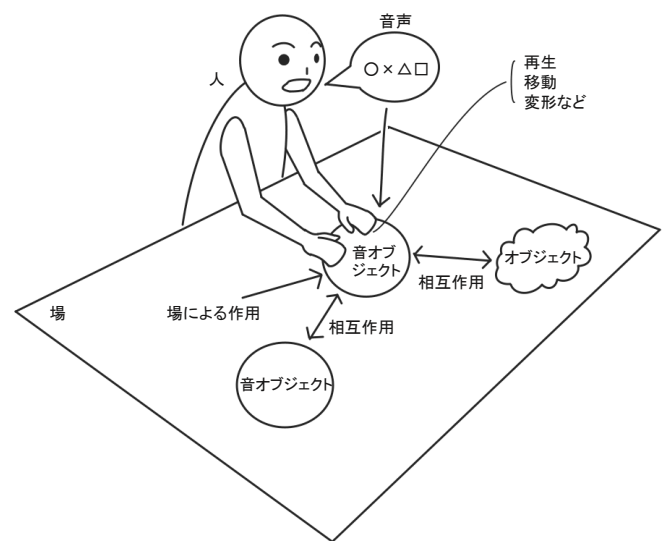 音声
○×△□
人
再生
移動
変形など
音オブ
ジェクト
オブジェクト
相互作用
場
場による作用
相互作用
音オブジェクト